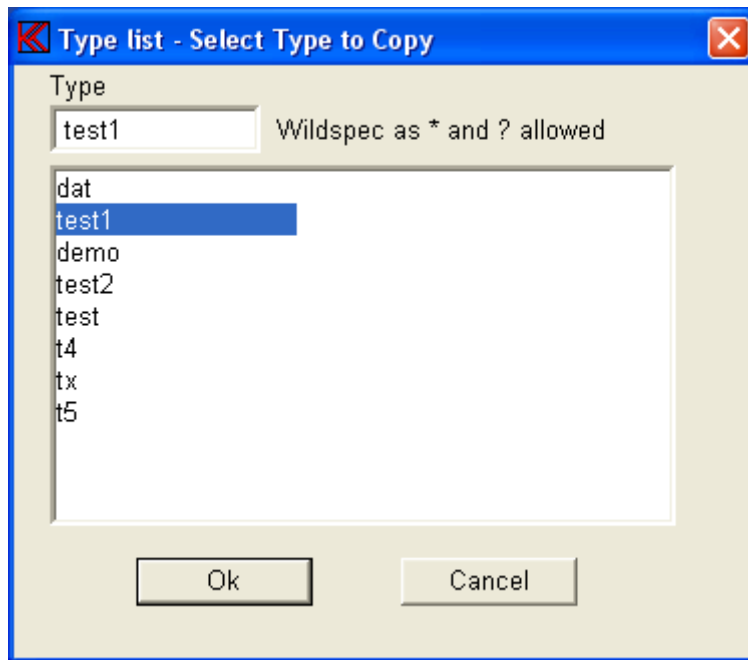 Type list - Select Type to Copy
Type
test1 Wildspec as * and ? allowed
dat
test1
demo
test2
test
t4
tx
t5
Ok Cancel